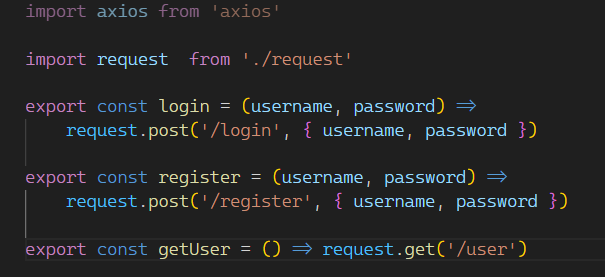 import axios from 'axios'
import request  from './request'
export const login = (username, password) =>
    request.post('/login', { username, password })
export const register = (username, password) =>
    request.post('/register', { username, password })
export const getUser = () => request.get('/user')